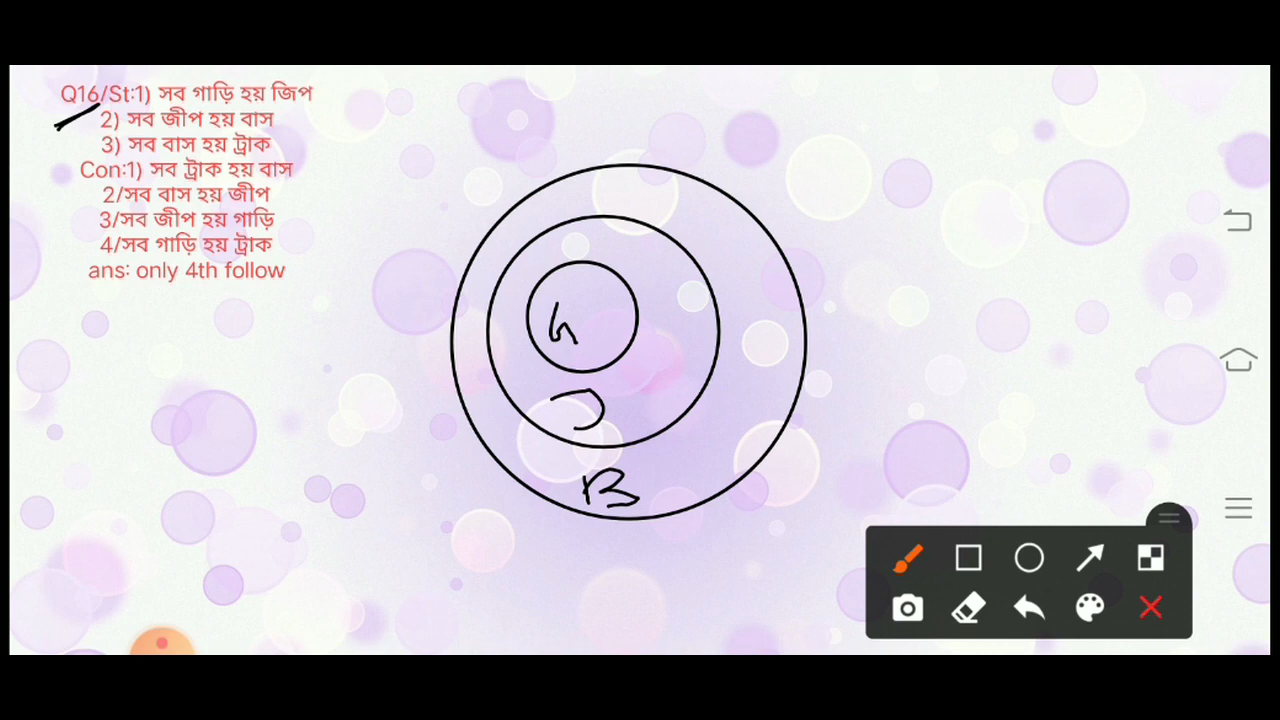 Q16/St:1) সব গাড়ি হয় জিপ
2) সব জীপ হয় বাস
3) সব বাস হয় ট্রাক
Con:1) সব ট্রাক হয় বাস
2/সব বাস হয় জীপ
3/সব জীপ হয় গাড়ি
4/সব গাড়ি হয় ট্রাক
ans: only 4th follow
J
B